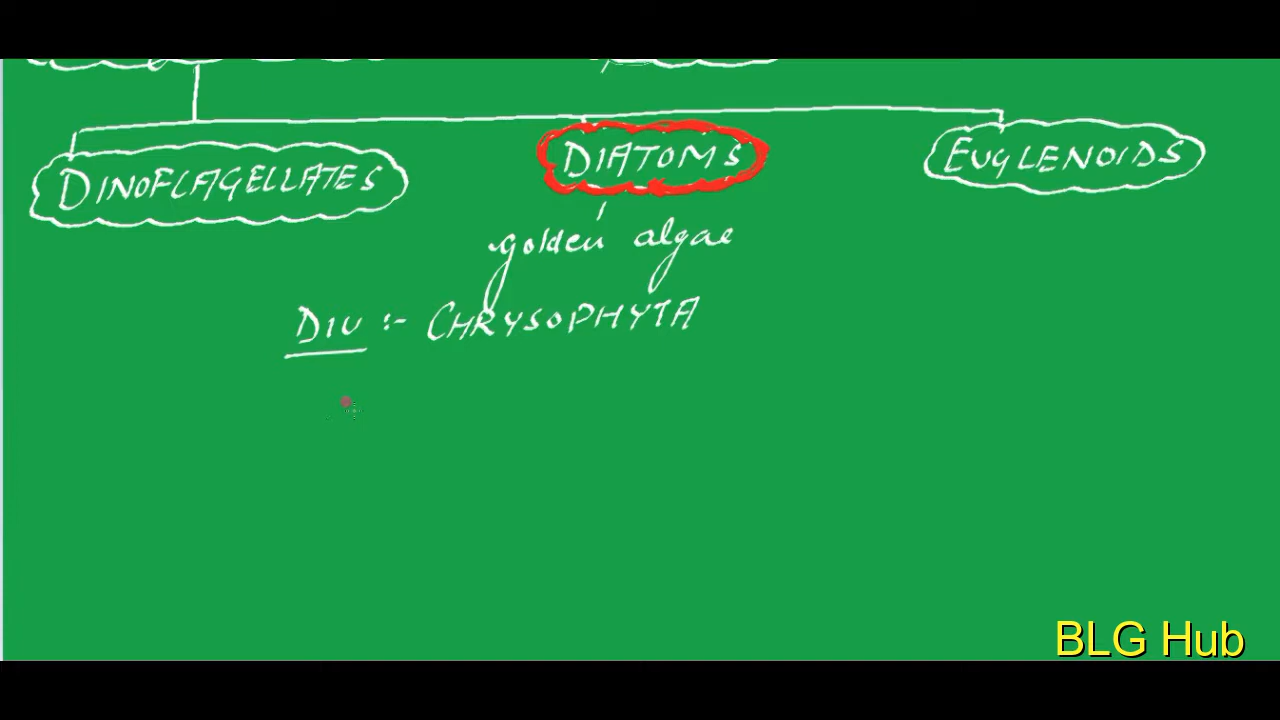 DINOFLAGELLATES DIATOMS EUGLENOIDS
golden algae
DIV :- CHRYSOPHYTA
BLG Hub